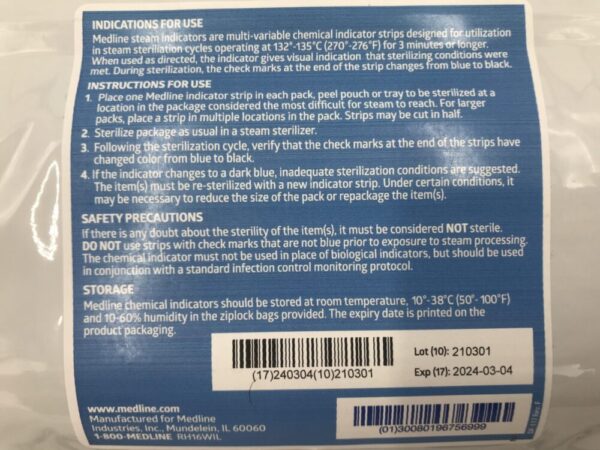 INDICATIONS FOR USE
Medline steam indicators are multi-variable chemical indicator strips designed for utilization
in steam steriliation cycles operating at 132°-135°C (270°-276°F) for 3 minutes or longer.
When used as directed, the indicator gives visual indication that sterilizing conditions were
met. During sterilization, the check marks at the end of the strip changes from blue to black.
INSTRUCTIONS FOR USE
1. Place one Medline indicator strip in each pack, peel pouch or tray to be sterilized at a
location in the package considered the most difficult for steam to reach. For larger
packs, place a strip in multiple locations in the pack. Strips may be cut in half.
2. Sterilize package as usual in a steam sterilizer.
3. Following the sterilization cycle, verify that the check marks at the end of the strips have
changed color from blue to black.
4. If the indicator changes to a dark blue, inadequate sterilization conditions are suggested.
The item(s) must be re-sterilized with a new indicator strip. Under certain conditions, it
may be necessary to reduce the size of the pack or repackage the item(s).
SAFETY PRECAUTIONS
If there is any doubt about the sterility of the item(s), it must be considered NOT sterile.
DO NOT use strips with check marks that are not blue prior to exposure to steam processing.
The chemical indicator must not be used in place of biological indicators, but should be used
in conjunction with a standard infection control monitoring protocol.
STORAGE
Medline chemical indicators should be stored at room temperature, 10°-38°C (50°-100°F)
and 10-60% humidity in the ziplock bags provided. The expiry date is printed on the
product packaging.
Lot (10): 210301
(17)240304(10)210301
Exp (17): 2024-03-04
www.medline.com
Manufactured for Medline
Industries, Inc., Mundelein, IL 60060
1-800-MEDLINE RH16WIL
(01)30080196756999